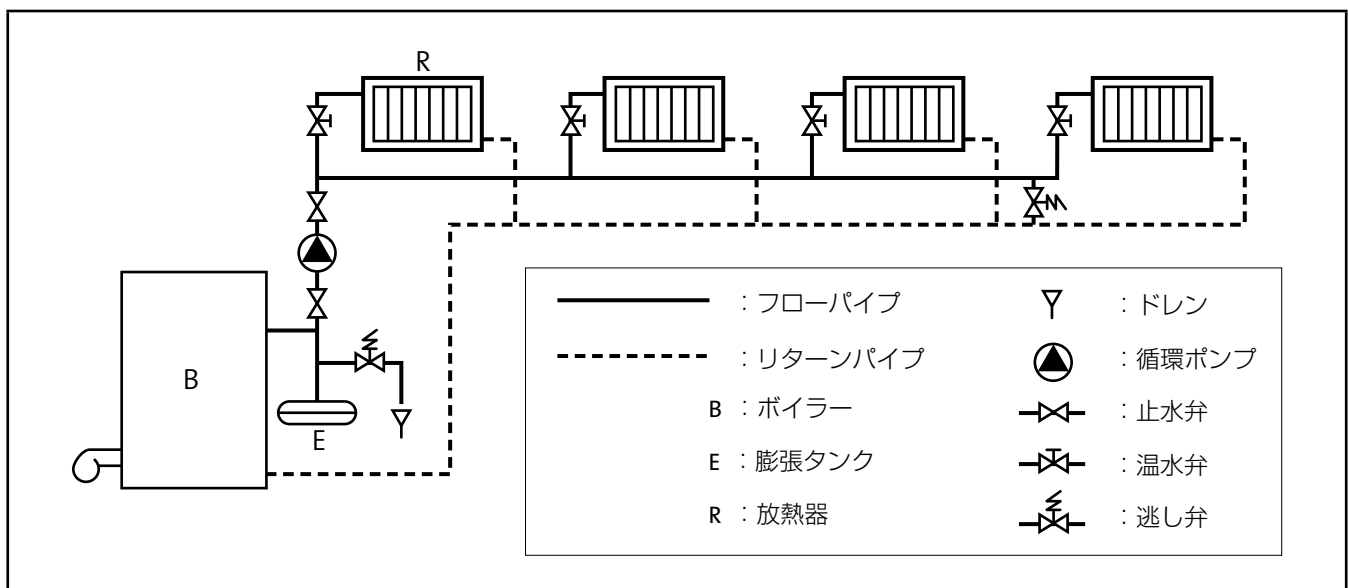 R
B
E
：フローパイプ
：ドレン
：リターンパイプ
：循環ポンプ
B ：ボイラー
：止水弁
E ：膨張タンク
：温水弁
R ：放熱器
：逃し弁